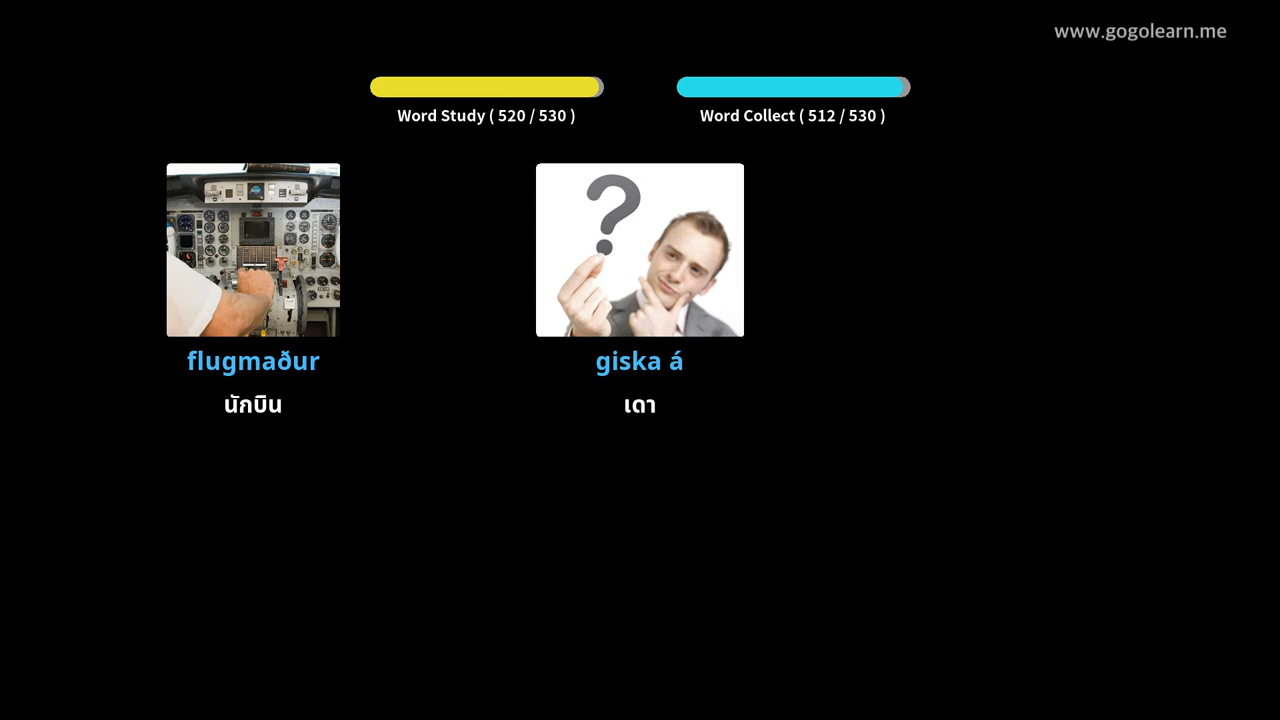 www.gogolearn.me
Word Study ( 520 / 530 )
Word Collect ( 512 / 530 )
flugmaður
giska á
นักบิน
เดา